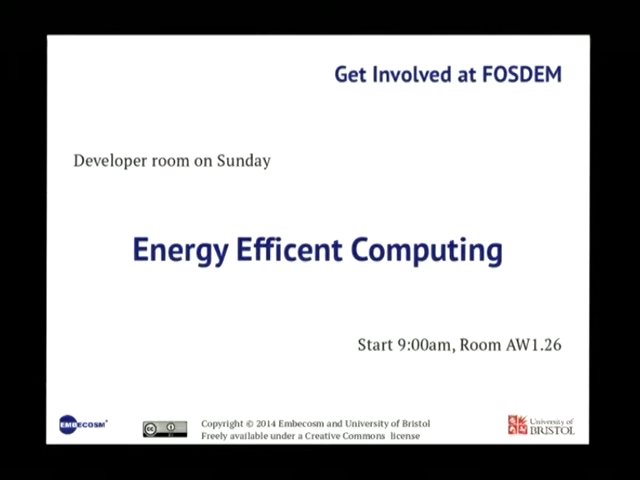 Get Involved at FOSDEM
Developer room on Sunday
Energy Efficent Computing
Start 9:00am, Room AW1.26
EMBECOSM®
Copyright © 2014 Embecosm and University of Bristol
Freely available under a Creative Commons license
University of
BRISTOL